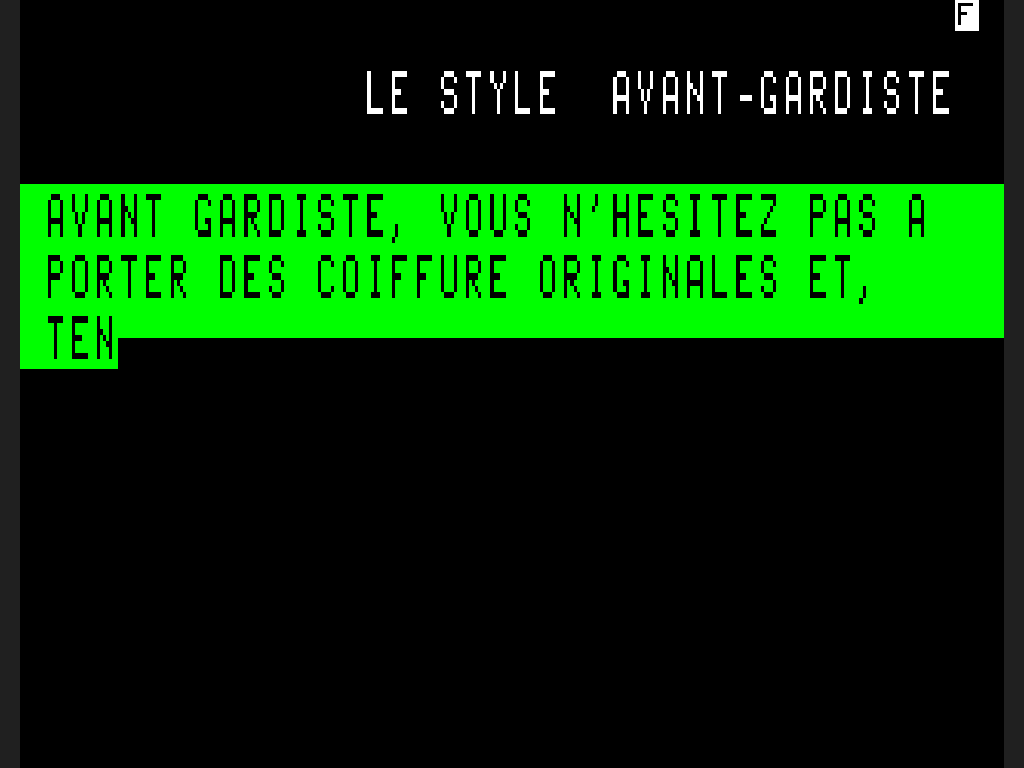 F
LE STYLE  AVANT-GARDISTE
AVANT GARDISTE, VOUS N'HESITEZ PAS A
PORTER DES COIFFURE ORIGINALES ET,
TEN